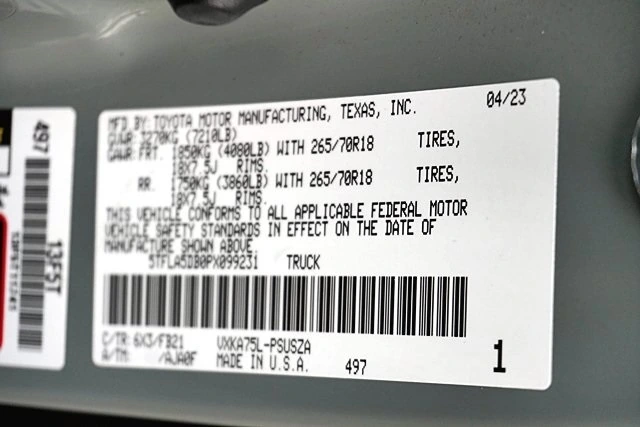 MFD BY: TOYOTA MOTOR MANUFACTURING, TEXAS, INC. 04/23
GVWR 3270KG (7210LB)
GAWR: FRT. 1850KG (4080LB) WITH 265/70R18 TIRES,
18X7.5J RIMS.
RR. 1750KG (3860LB) WITH 265/70R18 TIRES,
18X7.5J RIMS.
THIS VEHICLE CONFORMS TO ALL APPLICABLE FEDERAL MOTOR
VEHICLE SAFETY STANDARDS IN EFFECT ON THE DATE OF
MANUFACTURE SHOWN ABOVE.
5TFLA5DB0PX099231 TRUCK
C/TR: 6X3/FB21 VXKA75L-PSUSZA
A/TM: /AJA0F MADE IN U.S.A. 497 1
497
13FST